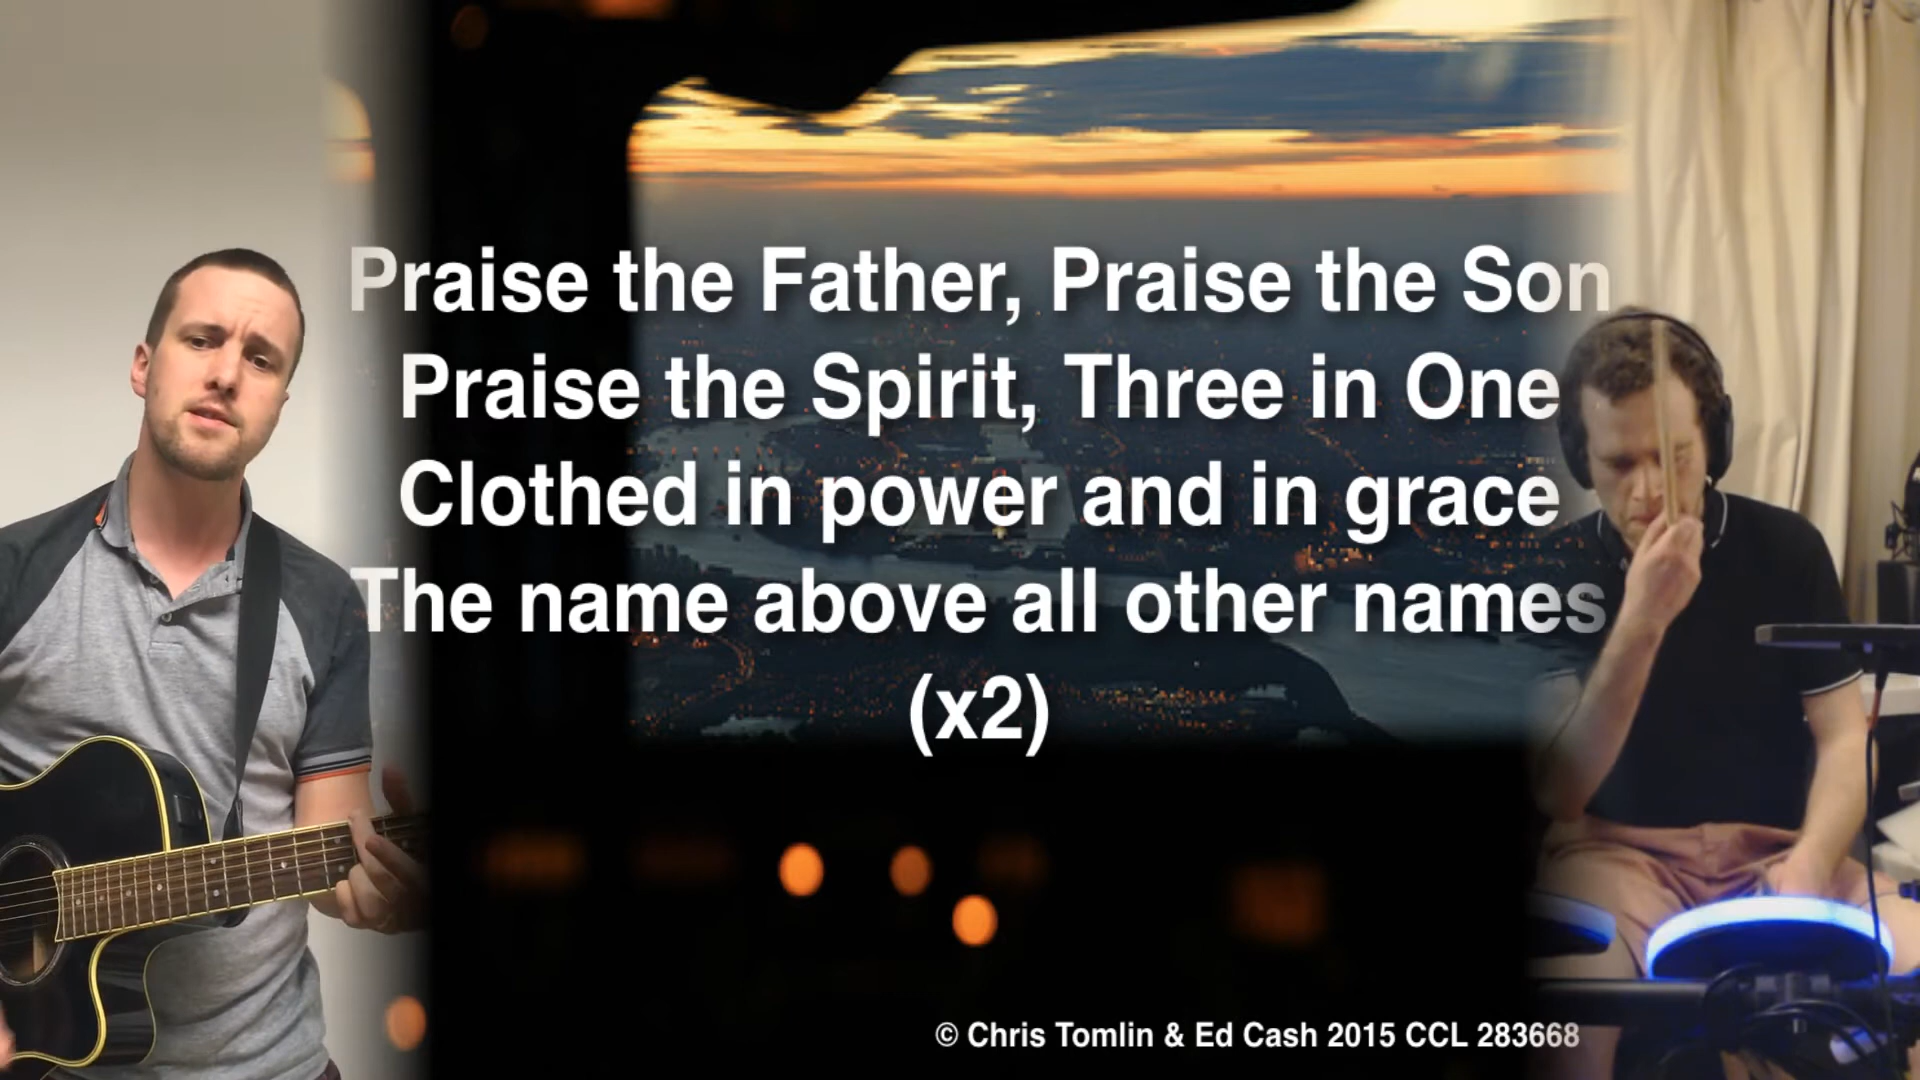 Praise the Father, Praise the Son
Praise the Spirit, Three in One
Clothed in power and in grace
The name above all other names
(x2)
© Chris Tomlin & Ed Cash 2015 CCL 283668